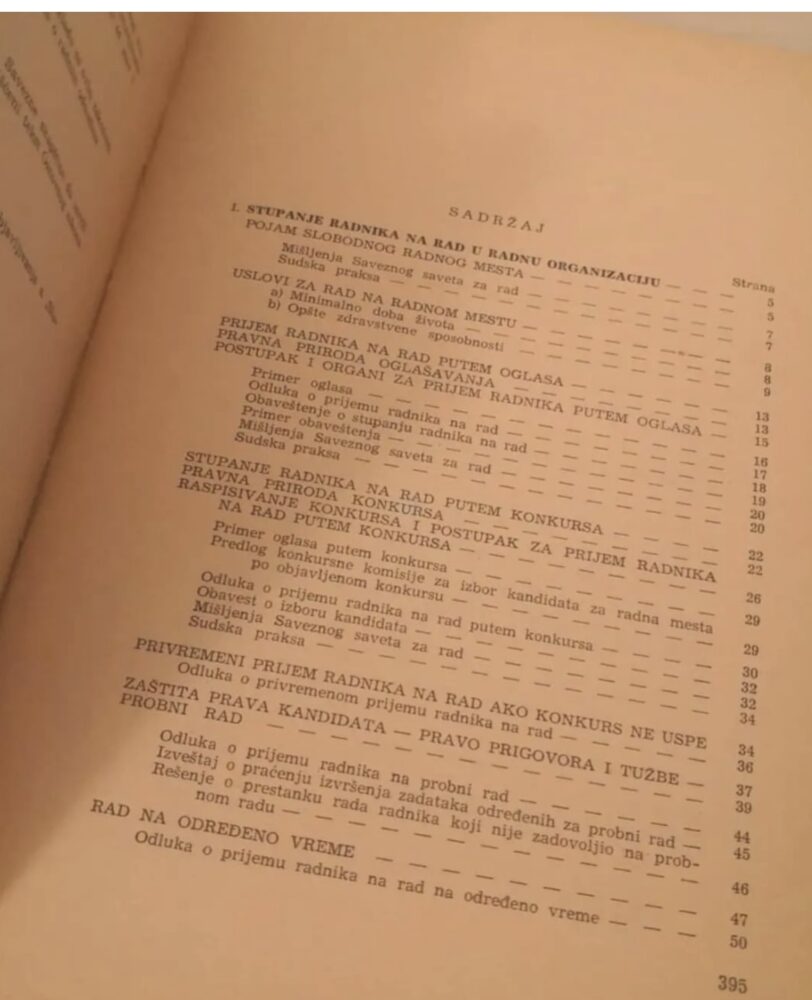 SADRŽAJ
Strana
I. STUPANJE RADNIKA NA RAD U RADNU ORGANIZACIJU — — — 5
POJAM SLOBODNOG RADNOG MESTA — — — — — — — 5
Mišljenja Saveznog saveta za rad — — — — — — — 7
Sudska praksa — — — — — — — — — — 7
USLOVI ZA RAD NA RADNOM MESTU — — — — — — 8
a) Minimalno doba života — — — — — — — — 8
b) Opšte zdravstvene sposobnosti — — — — — — 9
PRIJEM RADNIKA NA RAD PUTEM OGLASA — — — — — 13
PRAVNA PRIRODA OGLAŠAVANJA — — — — — — — 13
POSTUPAK I ORGANI ZA PRIJEM RADNIKA PUTEM OGLASA — 15
Primer oglasa — — — — — — — — — — 16
Odluka o prijemu radnika na rad — — — — — — — 17
Obaveštenje o stupanju radnika na rad — — — — — — 18
Primer obaveštenja — — — — — — — — — 19
Mišljenja Saveznog saveta za rad — — — — — — — 20
Sudska praksa — — — — — — — — — — 20
STUPANJE RADNIKA NA RAD PUTEM KONKURSA — — — — 22
PRAVNA PRIRODA KONKURSA — — — — — — — — 22
RASPISIVANJE KONKURSA I POSTUPAK ZA PRIJEM RADNIKA
NA RAD PUTEM KONKURSA — — — — — — — — 26
Primer oglasa putem konkursa — — — — — — — 29
Predlog konkursne komisije za izbor kandidata za radna mesta
po objavljenom konkursu — — — — — — — — 29
Odluka o prijemu radnika na rad putem konkursa — — — — 30
Obavest o izboru kandidata — — — — — — — — 32
Mišljenja Saveznog saveta za rad — — — — — — — 32
Sudska praksa — — — — — — — — — — 34
PRIVREMENI PRIJEM RADNIKA NA RAD AKO KONKURS NE USPE 34
Odluka o privremenom prijemu radnika na rad — — — — — 36
ZAŠTITA PRAVA KANDIDATA — PRAVO PRIGOVORA I TUŽBE — 37
PROBNI RAD — — — — — — — — — — — 39
Odluka o prijemu radnika na probni rad — — — — — — 44
Izveštaj o praćenju izvršenja zadataka određenih za probni rad — 45
Rešenje o prestanku rada radnika koji nije zadovoljio na prob-
nom radu — — — — — — — — — — — 46
RAD NA ODREĐENO VREME — — — — — — — — 47
Odluka o prijemu radnika na rad na određeno vreme — — — 50
395